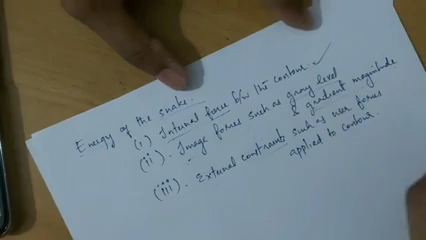 Energy of the snake.
(i) Internal force b/w the contour. ✓
(ii). Image forces such as gray level
& gradient magnitude
(iii). External constraints such as user forces
applied to contour.